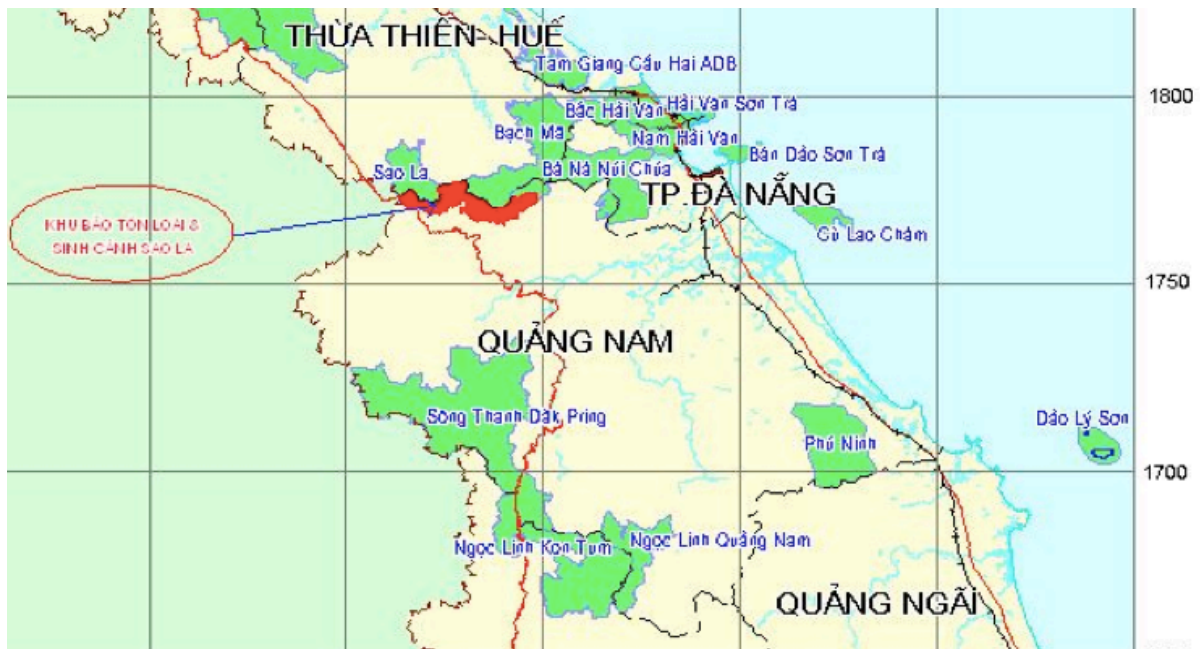 THỪA THIÊN-HUẾ
Tam Giang Cầu Hai ADB
1800
Bắc Hải Vân
Hải Vân Sơn Trà
Bạch Mã
Nam Hải Vân
Bán Đảo Sơn Trà
Sao La
Bà Nà Núi Chúa
TP.ĐÀ NẴNG
KHU BẢO TỒN LOÀI &
SINH CẢNH SAO LA
Cù Lao Chàm
1750
QUẢNG NAM
Sông Thanh Đăk Pring
Đảo Lý Sơn
Phú Ninh
1700
Ngọc Linh Kon Tum
Ngọc Linh Quảng Nam
QUẢNG NGÃI